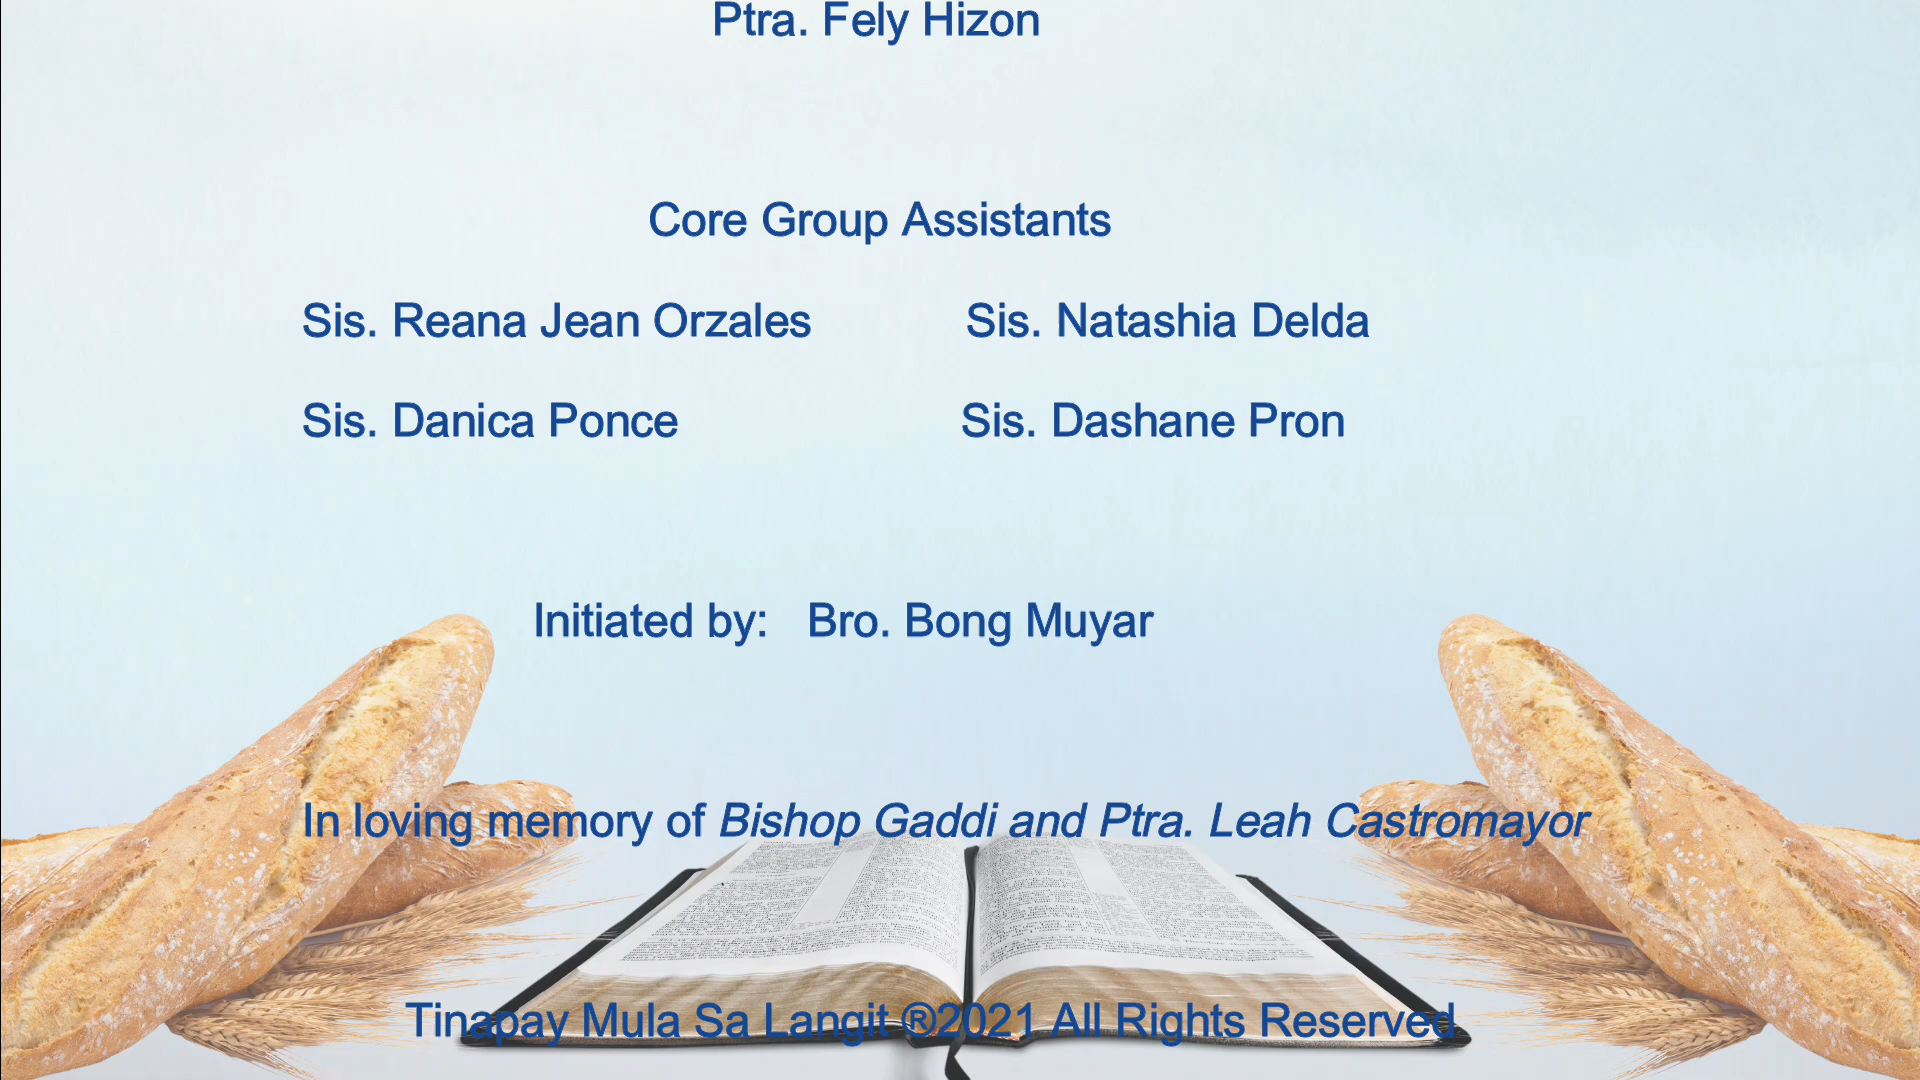 Ptra. Fely Hizon
Core Group Assistants
Sis. Reana Jean Orzales Sis. Natashia Delda
Sis. Danica Ponce Sis. Dashane Pron
Initiated by: Bro. Bong Muyar
In loving memory of Bishop Gaddi and Ptra. Leah Castromayor
Tinapay Mula Sa Langit ®2021 All Rights Reserved